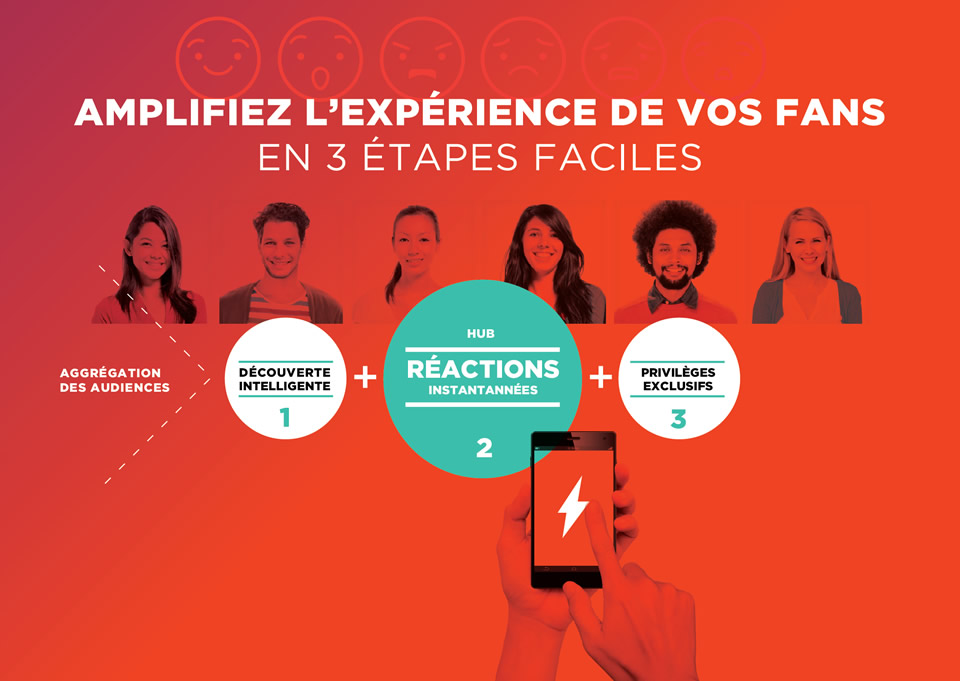 AMPLIFIEZ L'EXPÉRIENCE DE VOS FANS
EN 3 ÉTAPES FACILES
AGGRÉGATION
DES AUDIENCES
DÉCOUVERTE
INTELLIGENTE
1
+
HUB
RÉACTIONS
INSTANTANNÉES
2
+
PRIVILÈGES
EXCLUSIFS
3